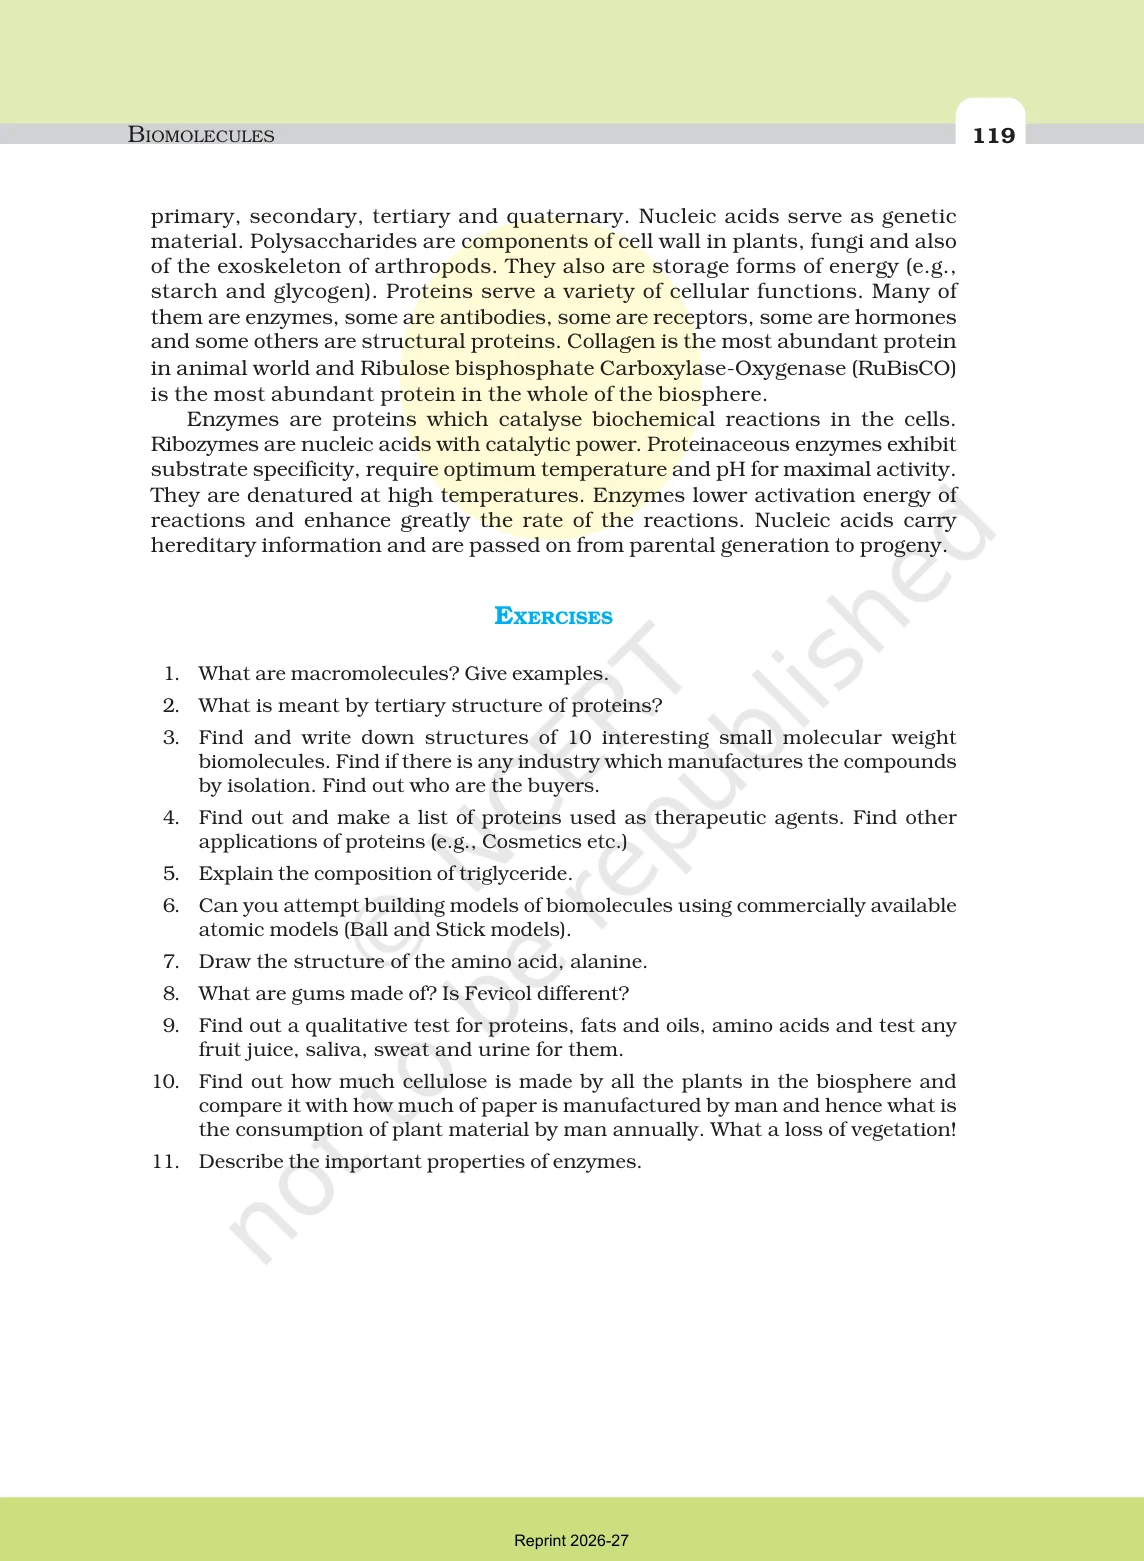 BIOMOLECULES 119
primary, secondary, tertiary and quaternary. Nucleic acids serve as genetic
material. Polysaccharides are components of cell wall in plants, fungi and also
of the exoskeleton of arthropods. They also are storage forms of energy (e.g.,
starch and glycogen). Proteins serve a variety of cellular functions. Many of
them are enzymes, some are antibodies, some are receptors, some are hormones
and some others are structural proteins. Collagen is the most abundant protein
in animal world and Ribulose bisphosphate Carboxylase-Oxygenase (RuBisCO)
is the most abundant protein in the whole of the biosphere.
Enzymes are proteins which catalyse biochemical reactions in the cells.
Ribozymes are nucleic acids with catalytic power. Proteinaceous enzymes exhibit
substrate specificity, require optimum temperature and pH for maximal activity.
They are denatured at high temperatures. Enzymes lower activation energy of
reactions and enhance greatly the rate of the reactions. Nucleic acids carry
hereditary information and are passed on from parental generation to progeny.
EXERCISES
1. What are macromolecules? Give examples.
2. What is meant by tertiary structure of proteins?
3. Find and write down structures of 10 interesting small molecular weight
biomolecules. Find if there is any industry which manufactures the compounds
by isolation. Find out who are the buyers.
4. Find out and make a list of proteins used as therapeutic agents. Find other
applications of proteins (e.g., Cosmetics etc.)
5. Explain the composition of triglyceride.
6. Can you attempt building models of biomolecules using commercially available
atomic models (Ball and Stick models).
7. Draw the structure of the amino acid, alanine.
8. What are gums made of? Is Fevicol different?
9. Find out a qualitative test for proteins, fats and oils, amino acids and test any
fruit juice, saliva, sweat and urine for them.
10. Find out how much cellulose is made by all the plants in the biosphere and
compare it with how much of paper is manufactured by man and hence what is
the consumption of plant material by man annually. What a loss of vegetation!
11. Describe the important properties of enzymes.
© NCERT
not to be republished
Reprint 2026-27